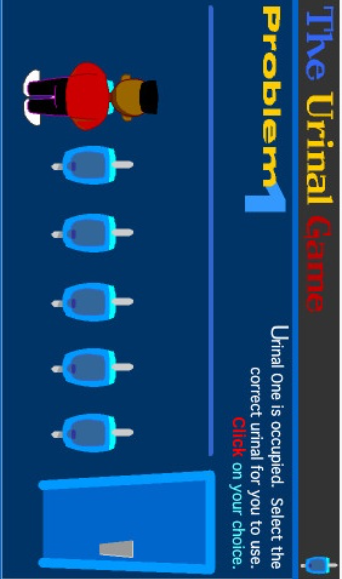 The Urinal Game
Problem 1
Urinal One is occupied. Select the
correct urinal for you to use.
Click on your choice.